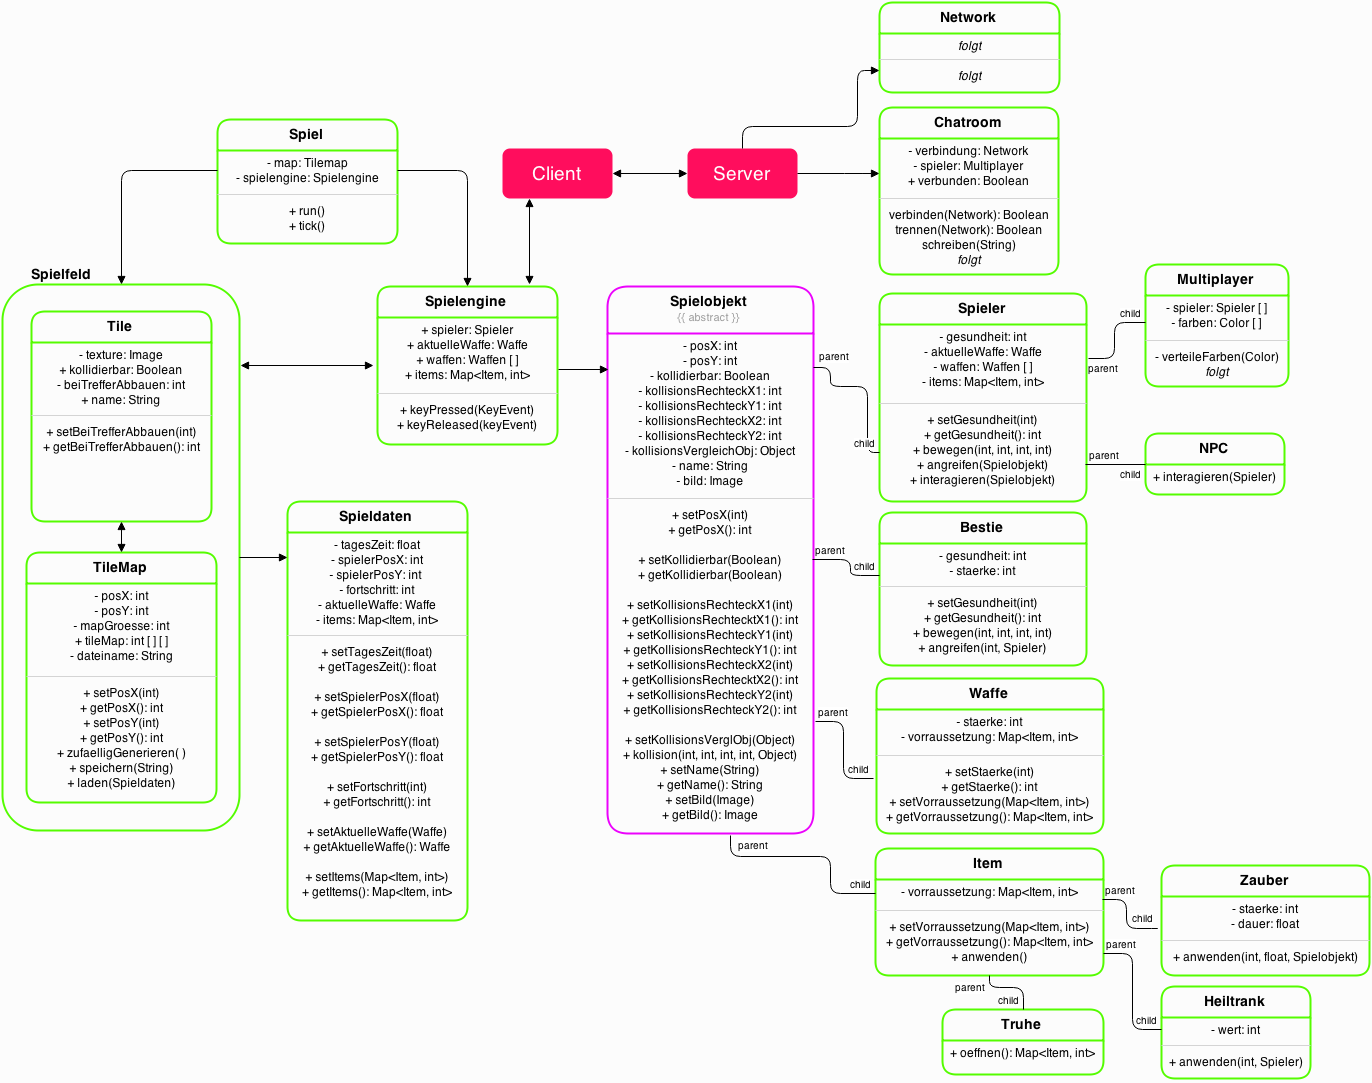 Network
folgt
folgt
Chatroom
- verbindung: Network
- spieler: Multiplayer
+ verbunden: Boolean
verbinden(Network): Boolean
trennen(Network): Boolean
schreiben(String)
folgt
Spiel
- map: Tilemap
- spielengine: Spielengine
+ run()
+ tick()
Client
Server
Spielfeld
Tile
- texture: Image
+ kollidierbar: Boolean
- beiTrefferAbbauen: int
+ name: String
+ setBeiTrefferAbbauen(int)
+ getBeiTrefferAbbauen(): int
TileMap
- posX: int
- posY: int
- mapGroesse: int
+ tileMap: int [ ] [ ]
- dateiname: String
+ setPosX(int)
+ getPosX(): int
+ setPosY(int)
+ getPosY(): int
+ zufaelligGenerieren( )
+ speichern(String)
+ laden(Spieldaten)
Spielengine
+ spieler: Spieler
+ aktuelleWaffe: Waffe
+ waffen: Waffen [ ]
+ items: Map<Item, int>
+ keyPressed(KeyEvent)
+ keyReleased(keyEvent)
Spieldaten
- tagesZeit: float
- spielerPosX: int
- spielerPosY: int
- fortschritt: int
- aktuelleWaffe: Waffe
- items: Map<Item, int>
+ setTagesZeit(float)
+ getTagesZeit(): float
+ setSpielerPosX(float)
+ getSpielerPosX(): float
+ setSpielerPosY(float)
+ getSpielerPosY(): float
+ setFortschritt(int)
+ getFortschritt(): int
+ setAktuelleWaffe(Waffe)
+ getAktuelleWaffe(): Waffe
+ setItems(Map<Item, int>)
+ getItems(): Map<Item, int>
Spielobjekt
{{ abstract }}
- posX: int
- posY: int
- kollidierbar: Boolean
- kollisionsRechteckX1: int
- kollisionsRechteckY1: int
- kollisionsRechteckX2: int
- kollisionsRechteckY2: int
- kollisionsVergleichObj: Object
- name: String
- bild: Image
+ setPosX(int)
+ getPosX(): int
+ setKollidierbar(Boolean)
+ getKollidierbar(Boolean)
+ setKollisionsRechteckX1(int)
+ getKollisionsRechtecktX1(): int
+ setKollisionsRechteckY1(int)
+ getKollisionsRechteckY1(): int
+ setKollisionsRechteckX2(int)
+ getKollisionsRechtecktX2(): int
+ setKollisionsRechteckY2(int)
+ getKollisionsRechteckY2(): int
+ setKollisionsVerglObj(Object)
+ kollision(int, int, int, int, Object)
+ setName(String)
+ getName(): String
+ setBild(Image)
+ getBild(): Image
parent
child
parent
child
parent
child
parent
child
Spieler
- gesundheit: int
- aktuelleWaffe: Waffe
- waffen: Waffen [ ]
- items: Map<Item, int>
+ setGesundheit(int)
+ getGesundheit(): int
+ bewegen(int, int, int, int)
+ angreifen(Spielobjekt)
+ interagieren(Spielobjekt)
child
parent
parent
child
Multiplayer
- spieler: Spieler [ ]
- farben: Color [ ]
- verteileFarben(Color)
folgt
NPC
+ interagieren(Spieler)
Bestie
- gesundheit: int
- staerke: int
+ setGesundheit(int)
+ getGesundheit(): int
+ bewegen(int, int, int, int)
+ angreifen(int, Spieler)
Waffe
- staerke: int
- vorraussetzung: Map<Item, int>
+ setStaerke(int)
+ getStaerke(): int
+ setVorraussetzung(Map<Item, int>)
+ getVorraussetzung(): Map<Item, int>
Item
- vorraussetzung: Map<Item, int>
+ setVorraussetzung(Map<Item, int>)
+ getVorraussetzung(): Map<Item, int>
+ anwenden()
parent
child
parent
child
parent
child
Zauber
- staerke: int
- dauer: float
+ anwenden(int, float, Spielobjekt)
Heiltrank
- wert: int
+ anwenden(int, Spieler)
Truhe
+ oeffnen(): Map<Item, int>